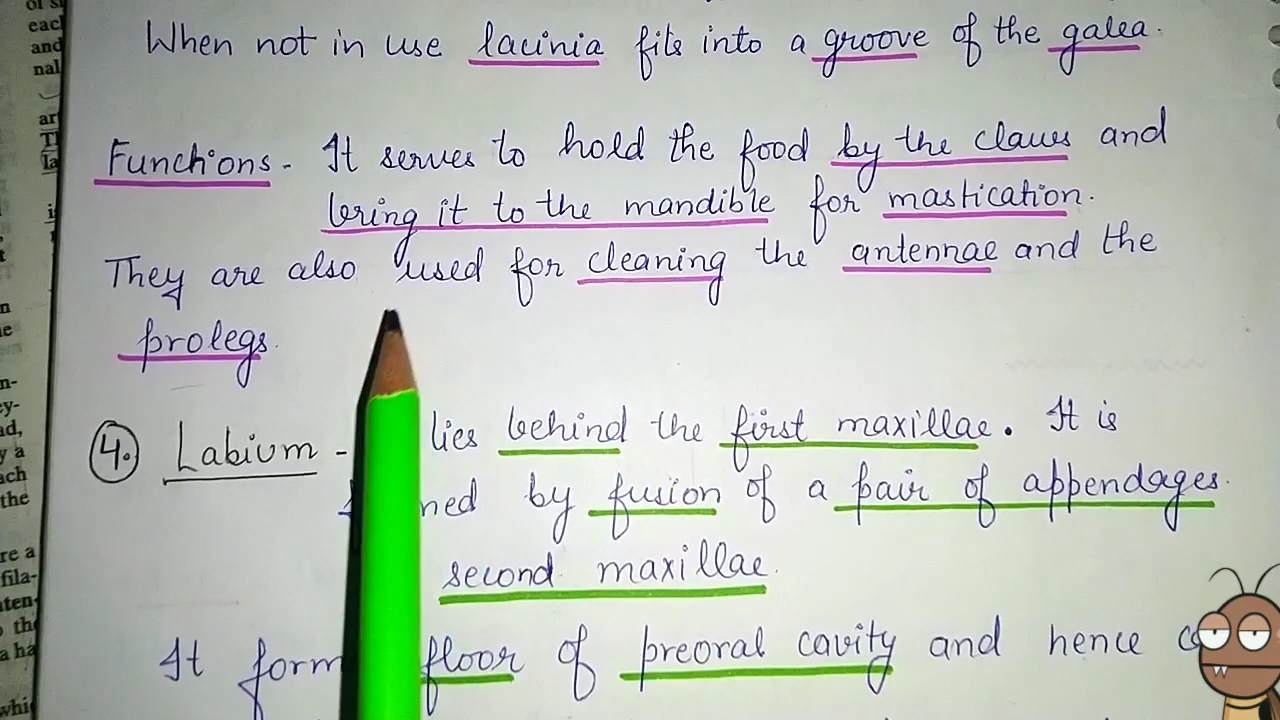 When not in use lacinia fits into a groove of the galea.
Functions - It serves to hold the food by the claws and
bring it to the mandible for mastication.
They are also used for cleaning the antennae and the
prolegs.
4. Labium - lies behind the first maxillae. It is
by fusion of a pair of appendages.
second maxillae.
It form floor of preoral cavity and hence